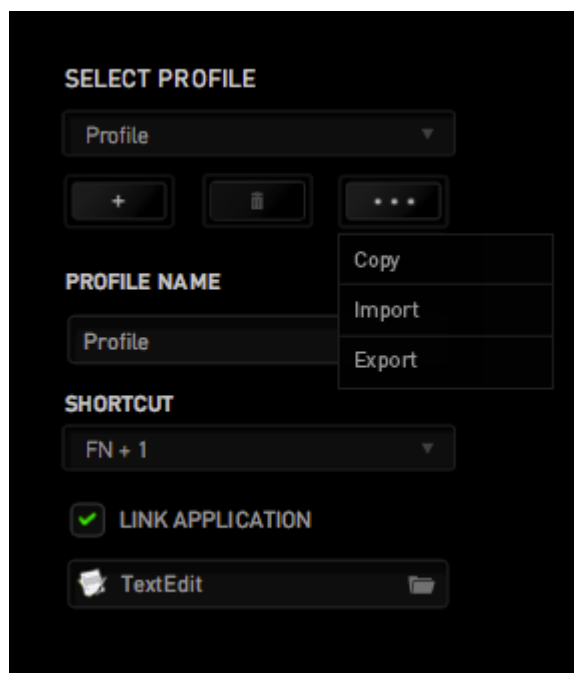 SELECT PROFILE
Profile
+
...
Copy
PROFILE NAME
Import
Profile
Export
SHORTCUT
FN + 1
LINK APPLICATION
TextEdit